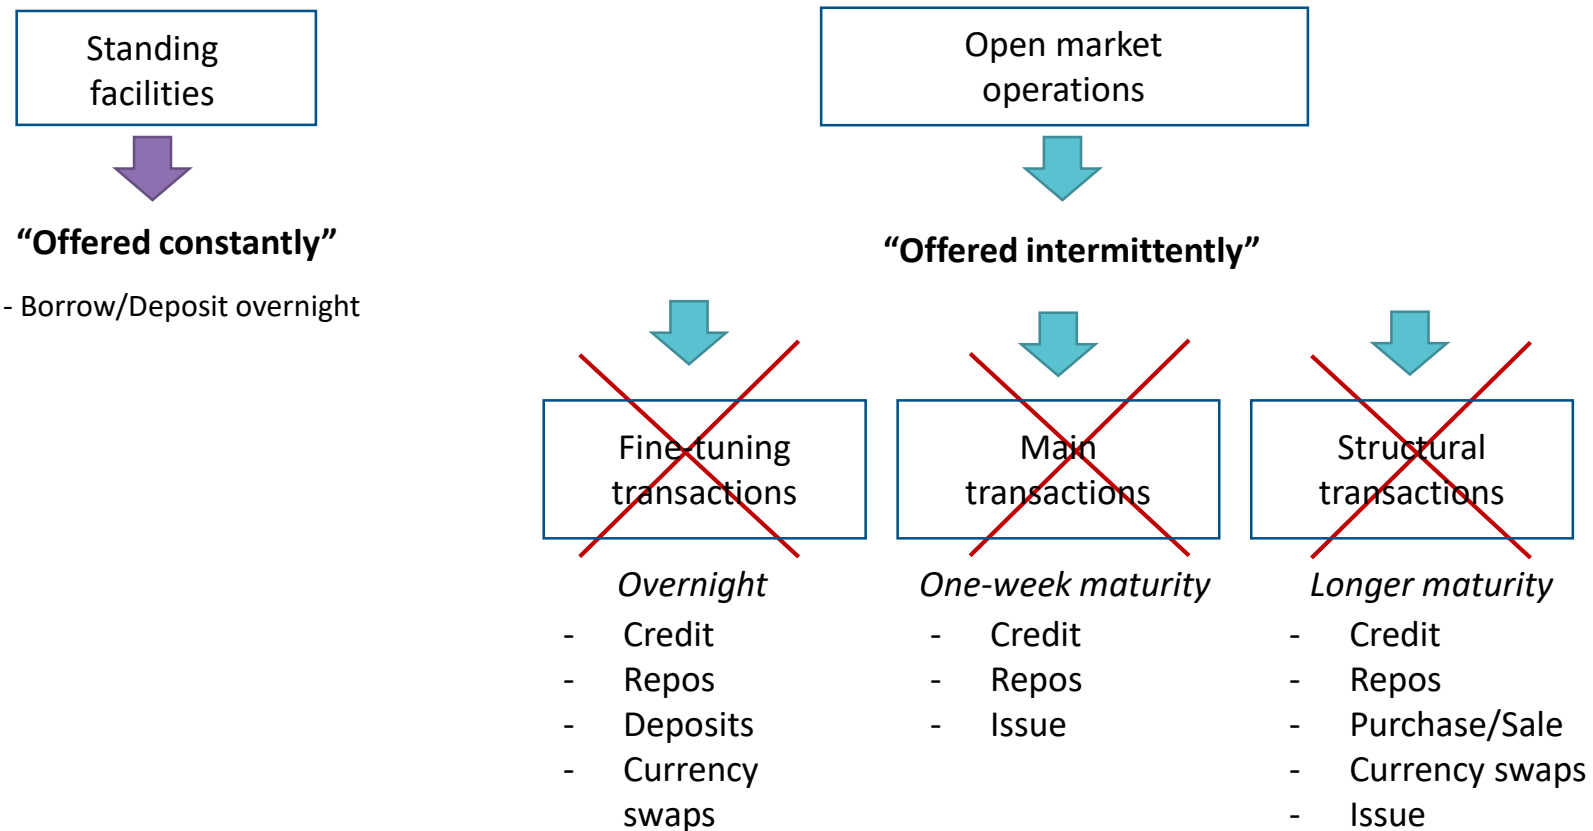 Standing
facilities
“Offered constantly”
- Borrow/Deposit overnight
Open market
operations
“Offered intermittently”
Fine-tuning
transactions
Overnight
- Credit
- Repos
- Deposits
- Currency
swaps
Main
transactions
One-week maturity
- Credit
- Repos
- Issue
Structural
transactions
Longer maturity
- Credit
- Repos
- Purchase/Sale
- Currency swaps
- Issue